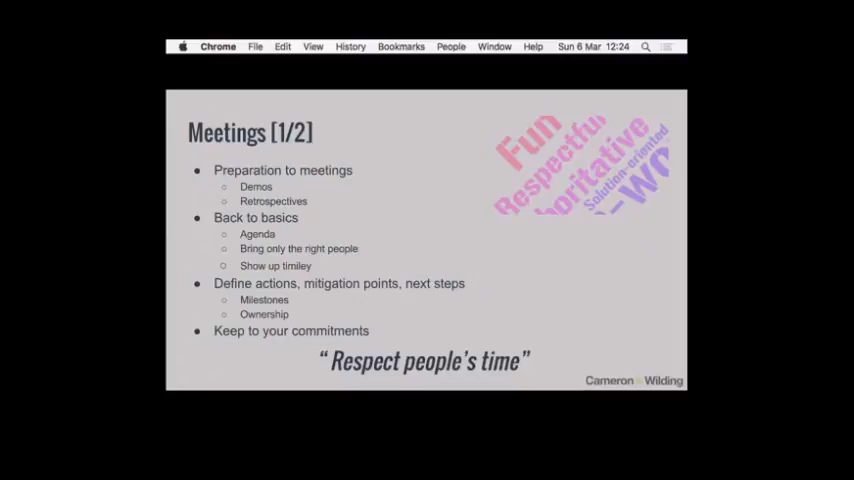 Chrome File Edit View History Bookmarks People Window Help Sun 6 Mar 12:24
Meetings [1/2]
Fun
Respectful
horitative
Solution-oriented
Preparation to meetings
Demos
Retrospectives
Back to basics
Agenda
Bring only the right people
Show up timiley
Define actions, mitigation points, next steps
Milestones
Ownership
Keep to your commitments
“ Respect people’s time”
Cameron Wilding